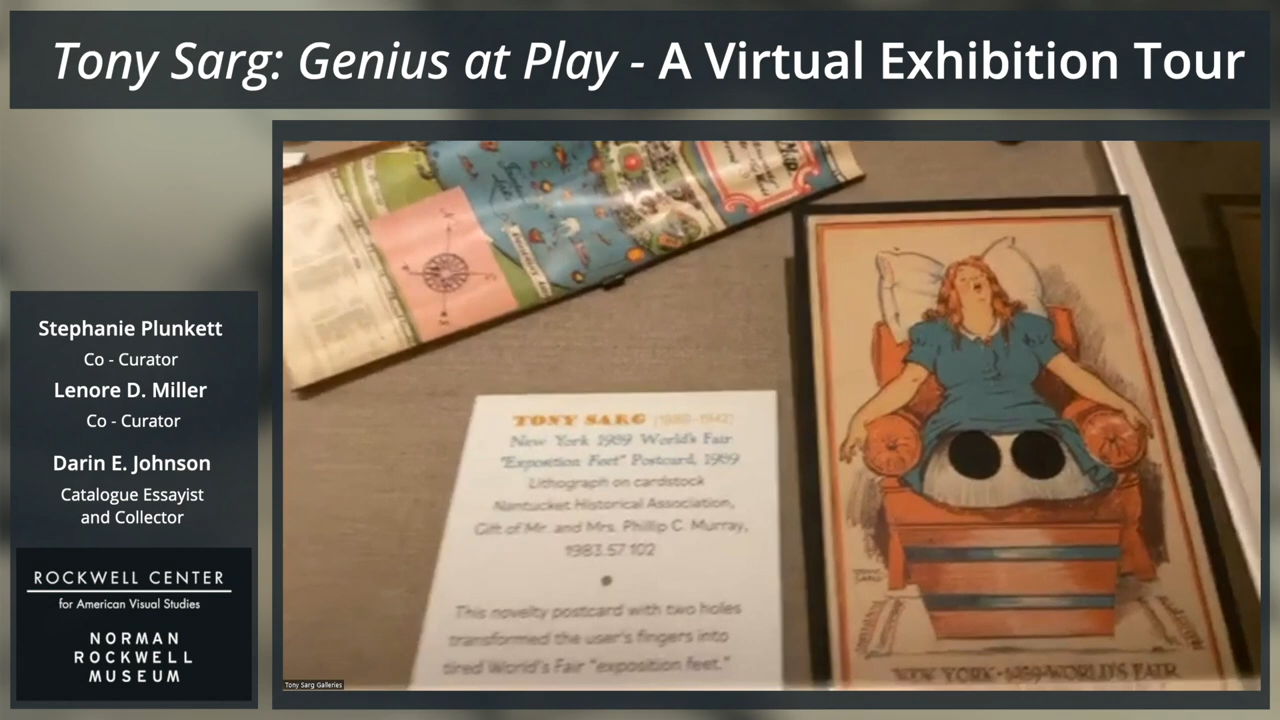 Tony Sarg: Genius at Play - A Virtual Exhibition Tour
Stephanie Plunkett
Co - Curator
Lenore D. Miller
Co - Curator
Darin E. Johnson
Catalogue Essayist
and Collector
ROCKWELL CENTER
for American Visual Studies
NORMAN
ROCKWELL
MUSEUM
TONY SARG (1880-1942)
New York 1939 World's Fair
"Exposition Feet" Postcard, 1939
Lithograph on cardstock
Nantucket Historical Association,
Gift of Mr. and Mrs. Phillip C. Murray,
1983.57.102
This novelty postcard with two holes
transformed the user's fingers into
tired World's Fair "exposition feet."
TONY SARG
NEW YORK-1939-WORLD'S FAIR
Tony Sarg Galleries